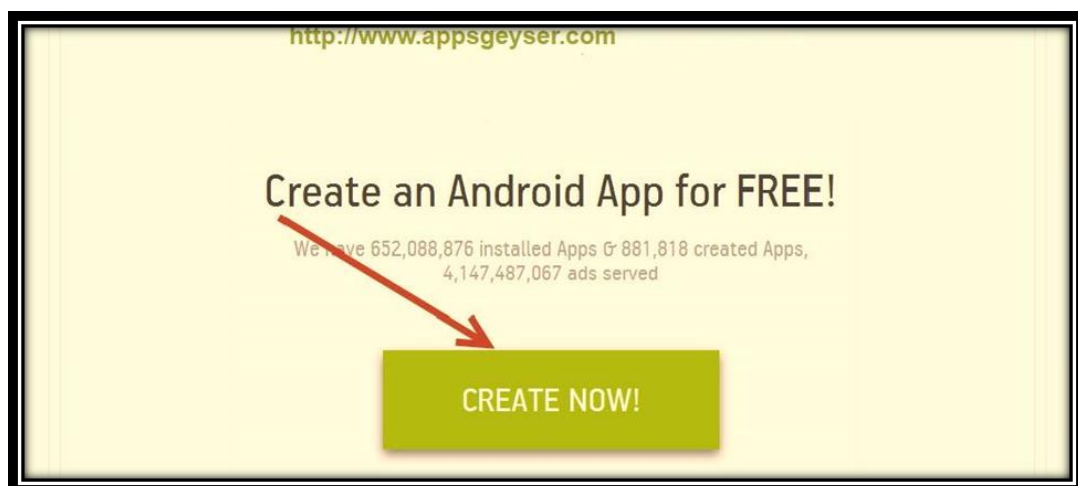 http://www.appsgeyser.com
Create an Android App for FREE!
We have 652,088,876 installed Apps & 881,818 created Apps,
4,147,487,067 ads served
CREATE NOW!